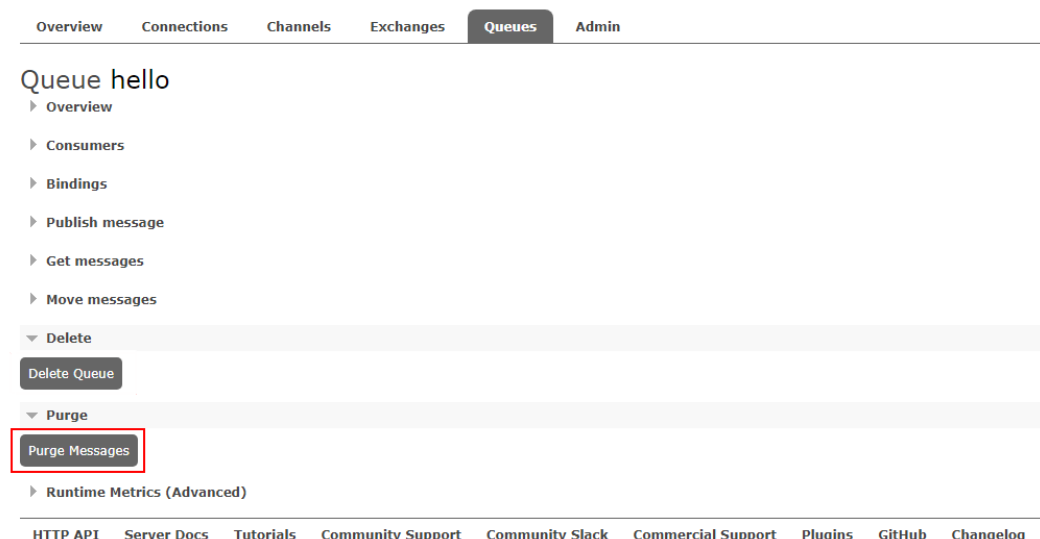 Overview Connections Channels Exchanges Queues Admin
Queue hello
Overview
Consumers
Bindings
Publish message
Get messages
Move messages
Delete
Delete Queue
Purge
Purge Messages
Runtime Metrics (Advanced)
HTTP API Server Docs Tutorials Community Support Community Slack Commercial Support Plugins GitHub Changelog